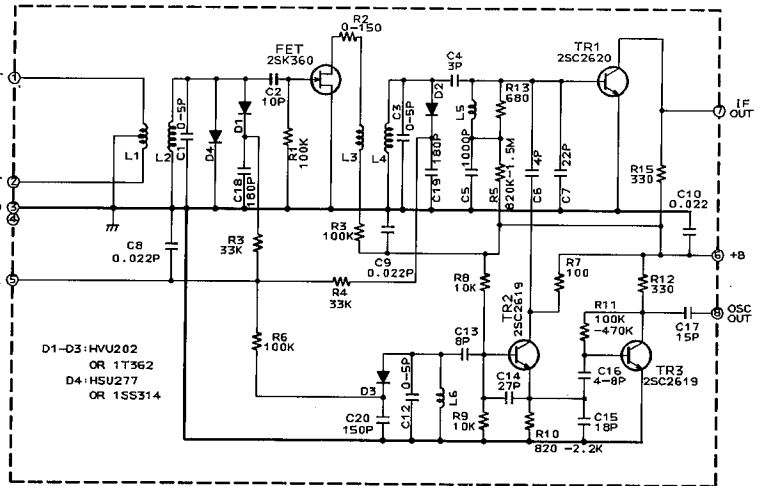 R2
0-150
FET
2SK360
C4
3P
TR1
2SC2620
1
C2
10P
D2
R13
680
7
IF
OUT
C1
0-5P
D4
D1
C3
0-5P
L5
L1
L2
R1
100K
L3
L4
C18
180P
C19
180P
C5
1000P
R5
820K-1.5M
C6
4P
C7
22P
R15
330
2
3
4
C10
0.022
C8
0.022P
R3
33K
R3
100K
C9
0.022P
6
+B
5
R4
33K
R8
10K
R7
100
R12
330
TR2
2SC2619
R11
100K
-470K
8
OSC
OUT
C17
15P
R6
100K
C13
8P
D1-D3:HVU202
OR 1T362
D4:HSU277
OR 1SS314
D3
C12
0-5P
L6
C14
27P
C16
4-8P
TR3
2SC2619
C20
150P
R9
10K
R10
820 -2.2K
C15
18P